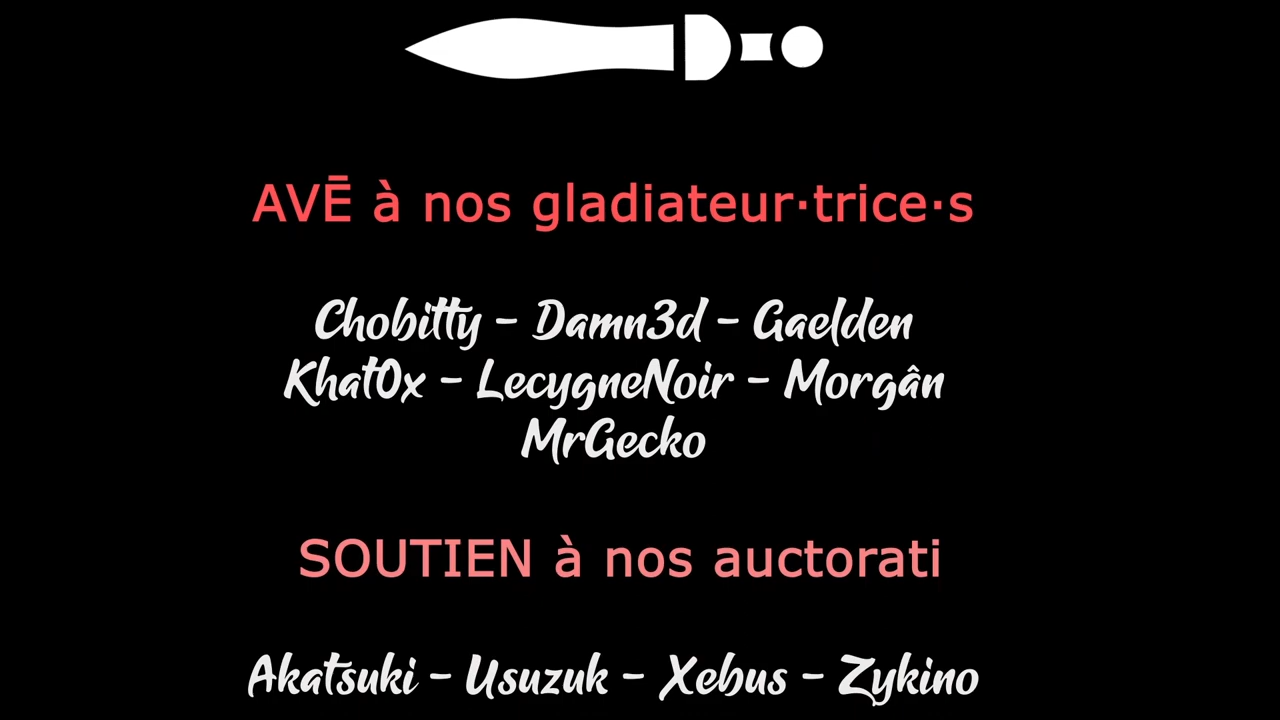 AVĒ à nos gladiateur·trice·s
Chobitty - Damn3d - Gaelden
Khat0x - LecygneNoir - Morgân
MrGecko
SOUTIEN à nos auctorati
Akatsuki - Usuzuk - Xebus - Zykino